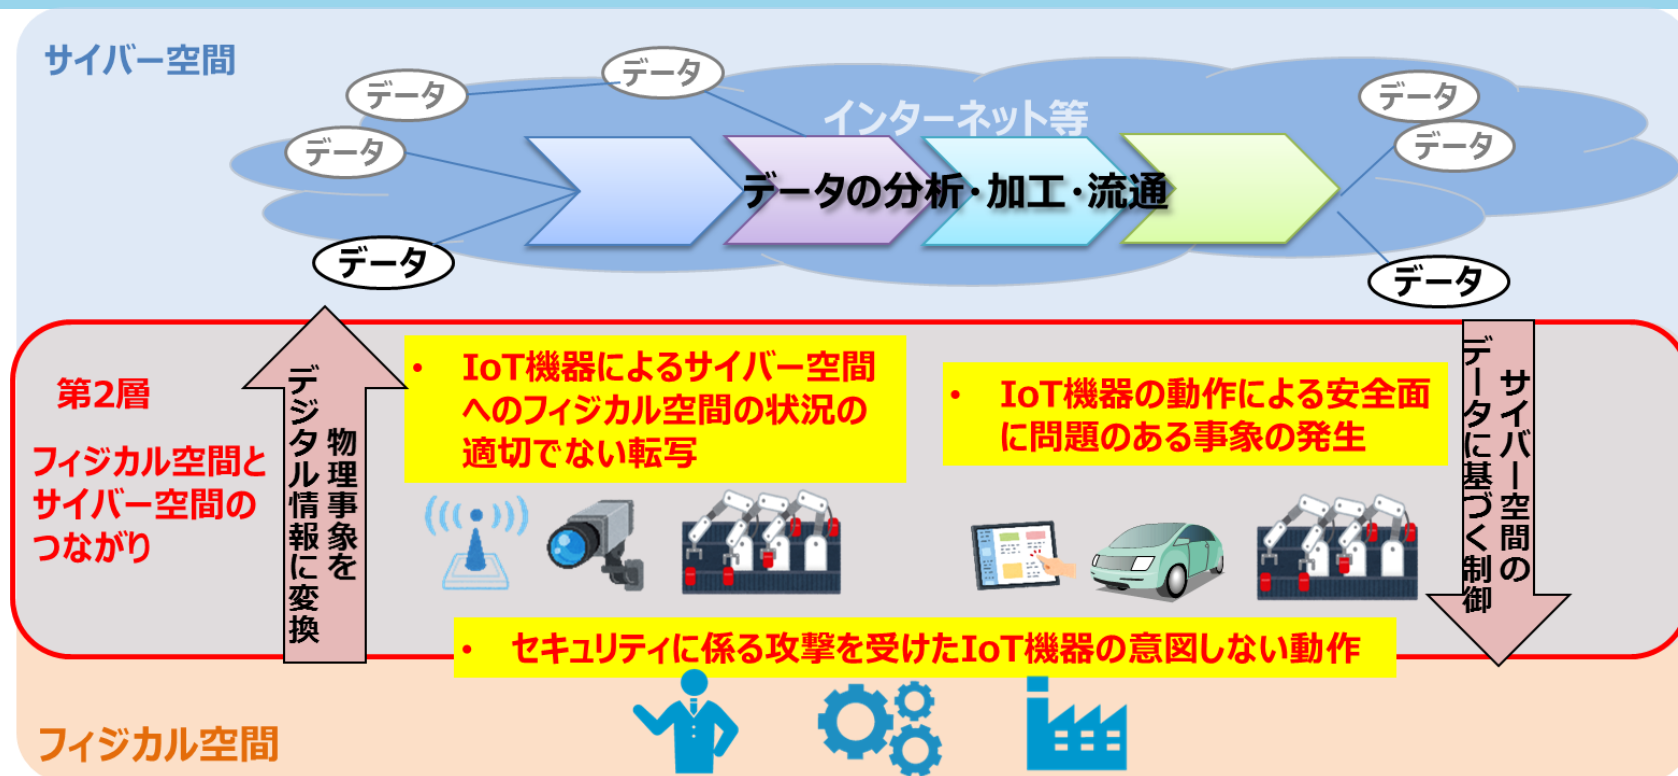 サイバー空間
データ
データ
データ
データ
インターネット等
データの分析・加工・流通
データ
データ
データ
第2層
フィジカル空間と
サイバー空間の
つながり
物理事象を
デジタル情報に変換
• IoT機器によるサイバー空間
へのフィジカル空間の状況の
適切でない転写
• IoT機器の動作による安全面
に問題のある事象の発生
サイバー空間の
データに基づく制御
• セキュリティに係る攻撃を受けたIoT機器の意図しない動作
フィジカル空間